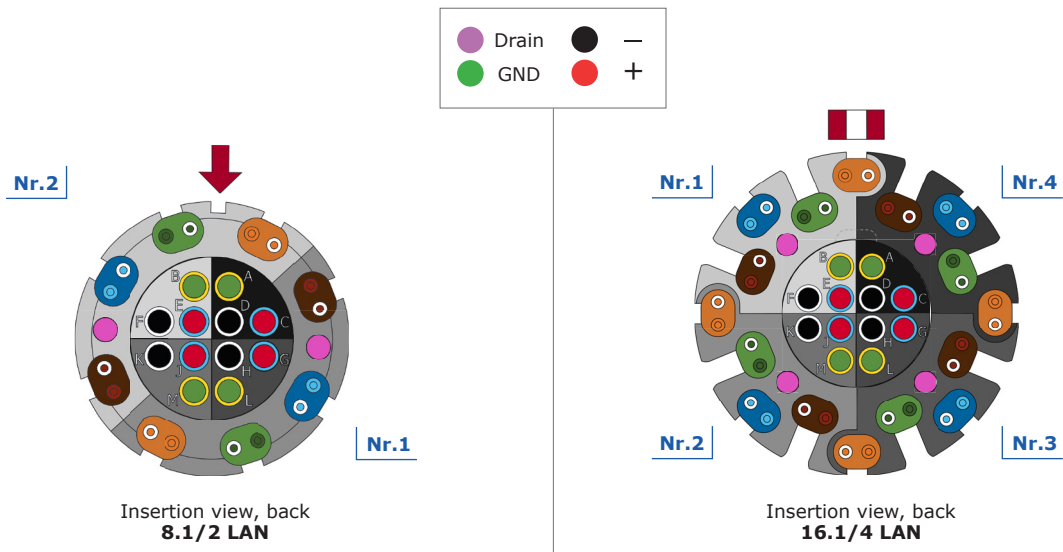 Drain −
GND +
Nr.2
B A
E D
F C
K G
J H
M L
Nr.1
Insertion view, back
8.1/2 LAN
Nr.1
Nr.4
B A
E D
F C
K G
J H
M L
Nr.2
Nr.3
Insertion view, back
16.1/4 LAN